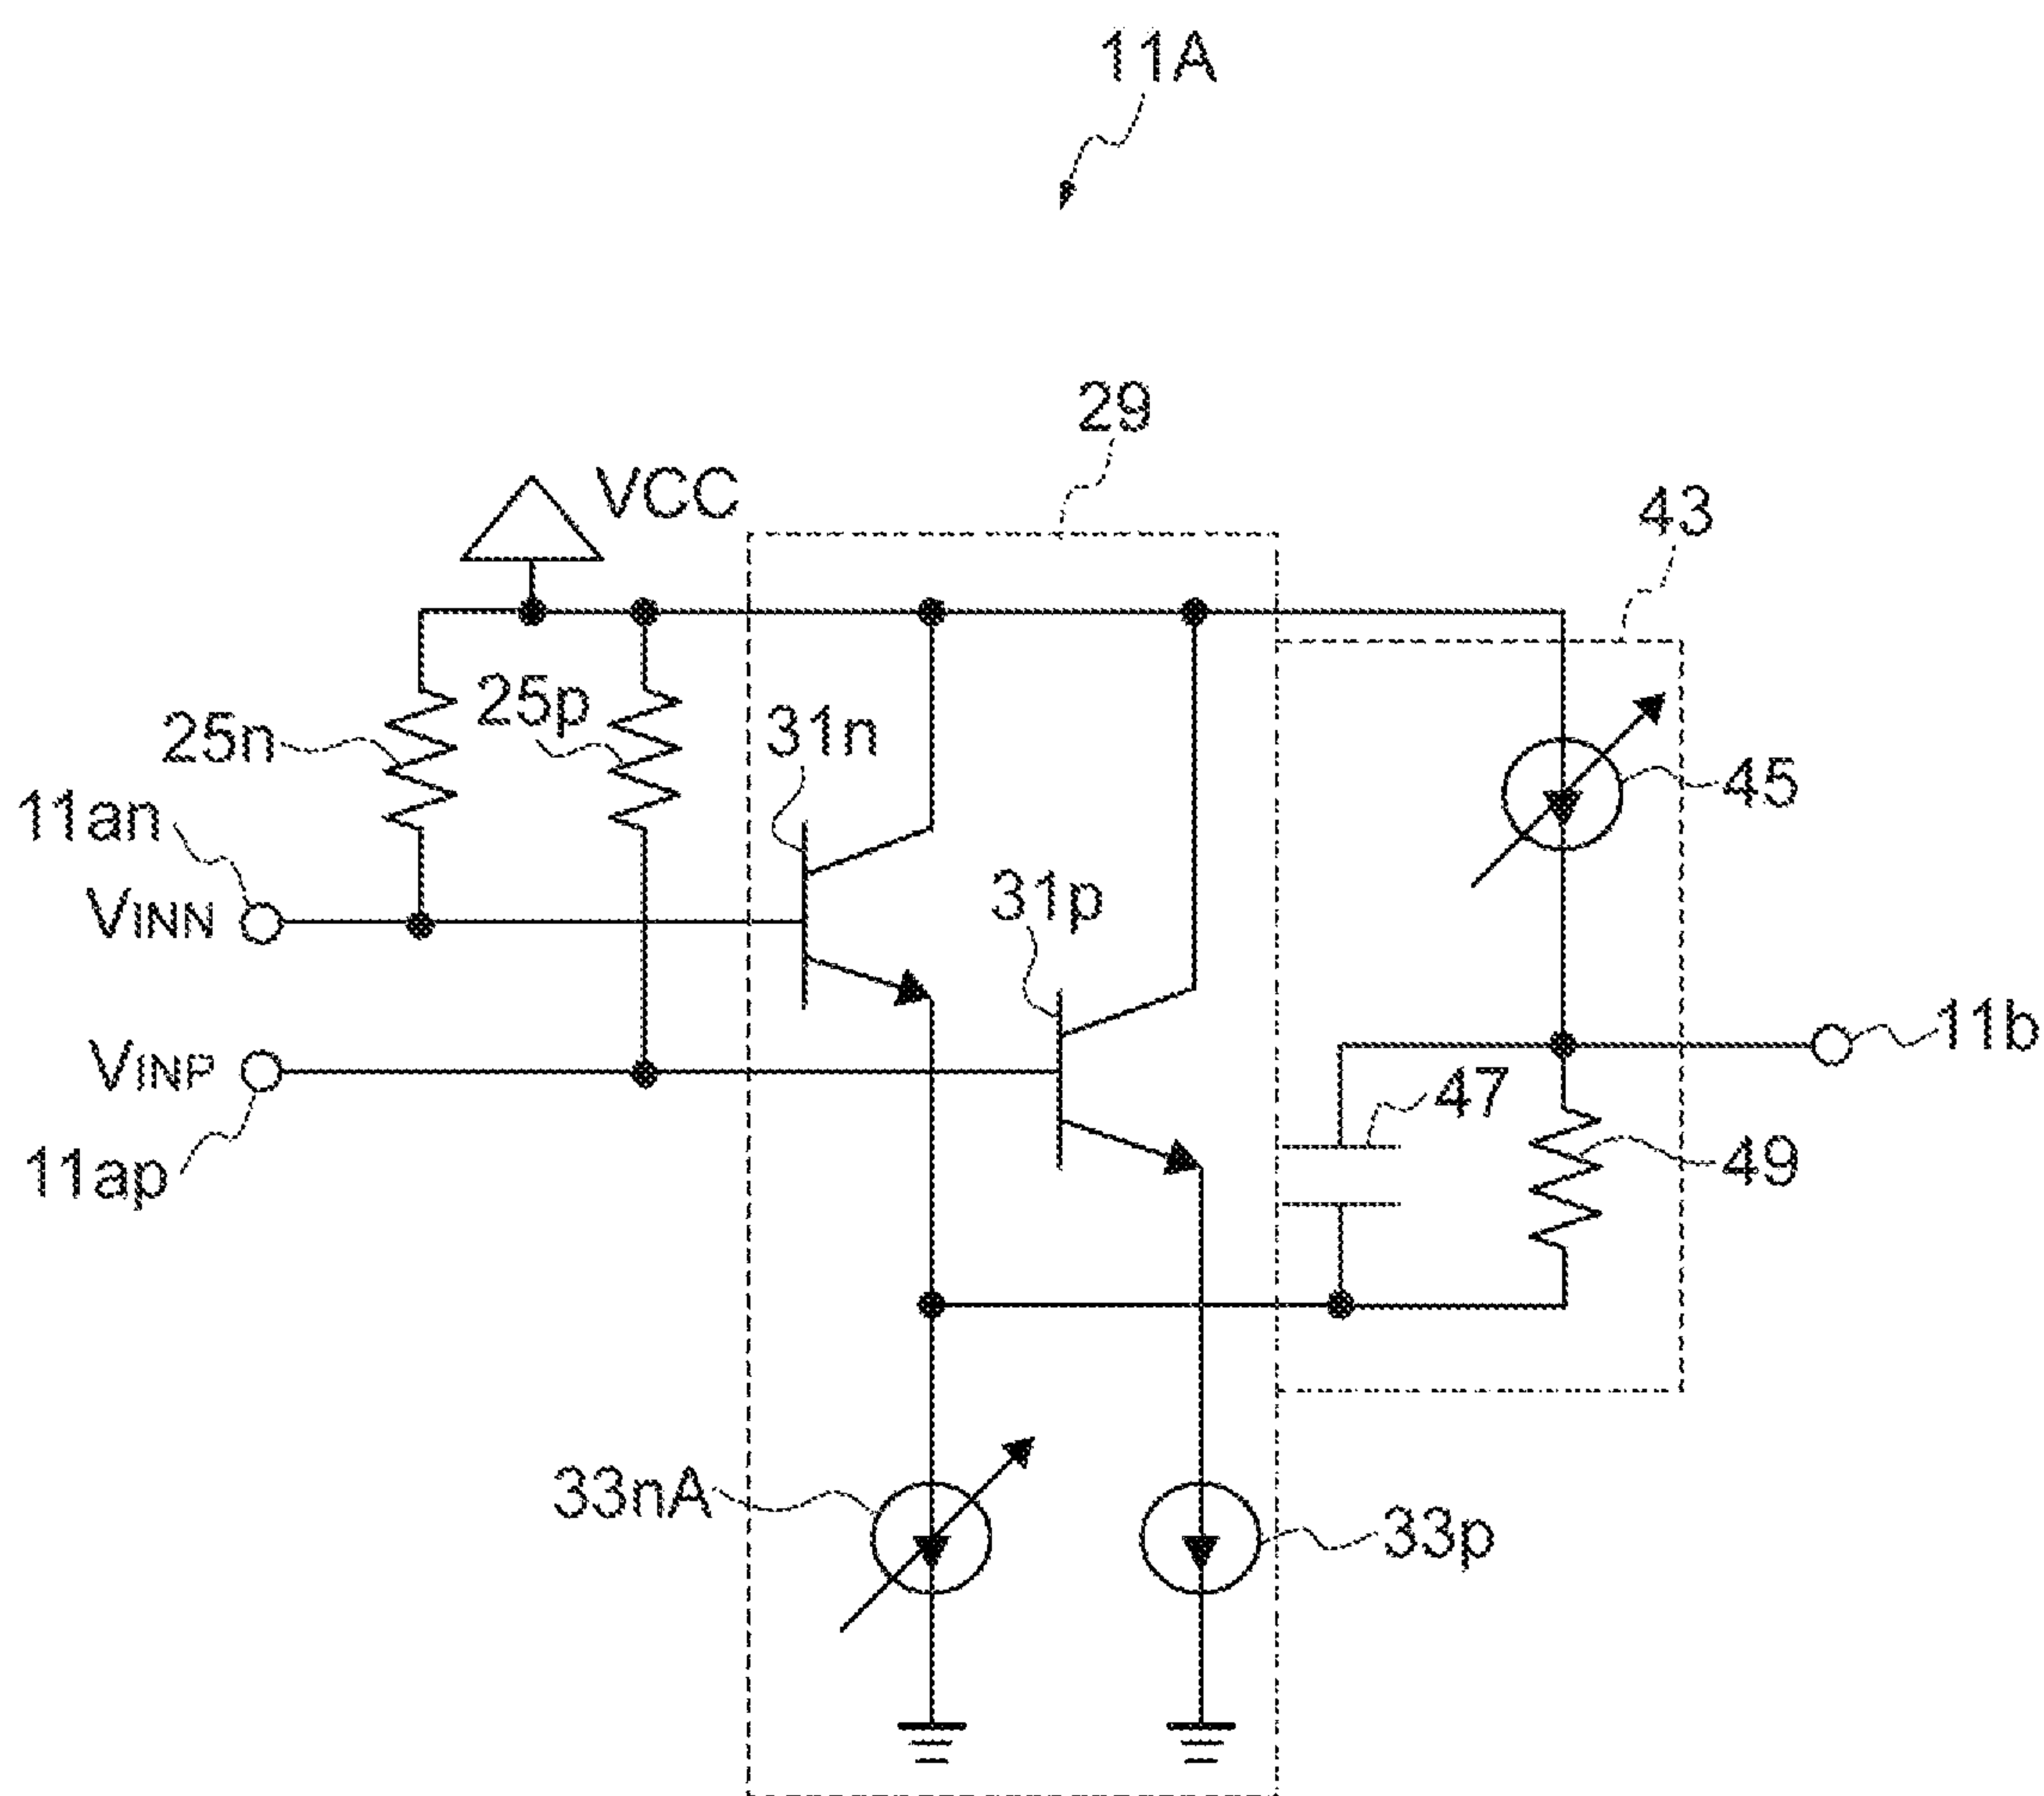 11A
29
VCC
43
25n
25p
31n
45
11an
VINN
31p
11b
VINP
47
11ap
49
33nA
33p